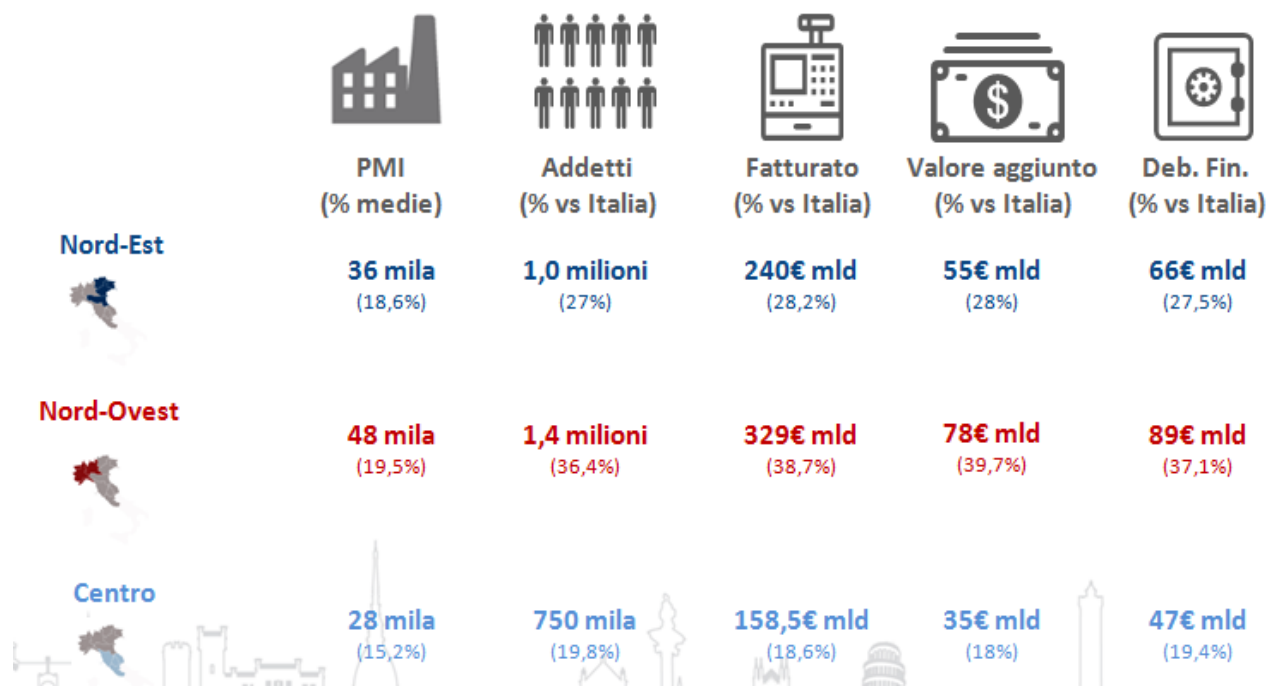 PMI
(% medie)
Addetti
(% vs Italia)
Fatturato
(% vs Italia)
Valore aggiunto
(% vs Italia)
Deb. Fin.
(% vs Italia)
Nord-Est
36 mila
(18,6%)
1,0 milioni
(27%)
240€ mld
(28,2%)
55€ mld
(28%)
66€ mld
(27,5%)
Nord-Ovest
48 mila
(19,5%)
1,4 milioni
(36,4%)
329€ mld
(38,7%)
78€ mld
(39,7%)
89€ mld
(37,1%)
Centro
28 mila
(15,2%)
750 mila
(19,8%)
158,5€ mld
(18,6%)
35€ mld
(18%)
47€ mld
(19,4%)